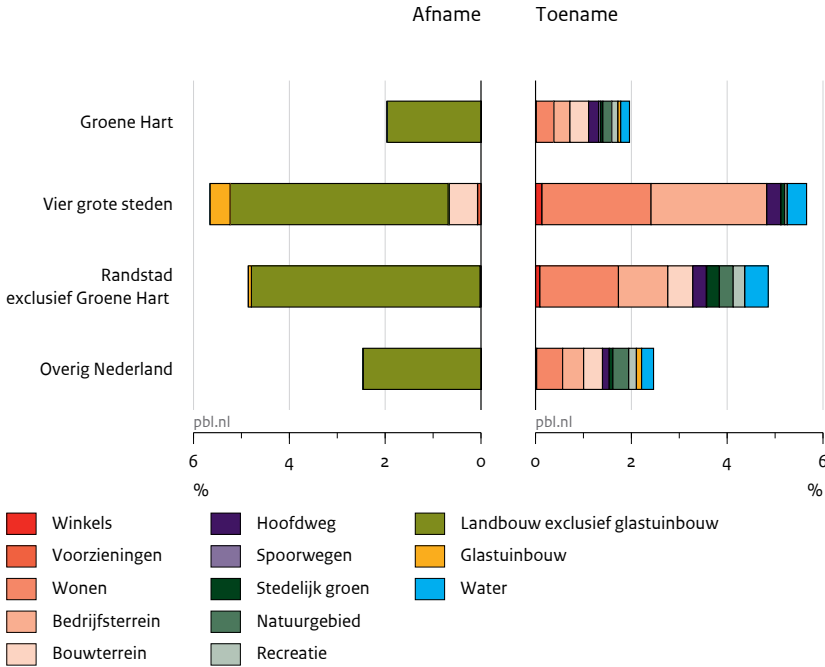 Afname
Toename
Groene Hart
Vier grote steden
Randstad
exclusief Groene Hart
Overig Nederland
pbl.nl
pbl.nl
6 4 2 0
0 2 4 6
%
%
Winkels
Voorzieningen
Wonen
Bedrijfsterrein
Bouwterrein
Hoofdweg
Spoorwegen
Stedelijk groen
Natuurgebied
Recreatie
Landbouw exclusief glastuinbouw
Glastuinbouw
Water